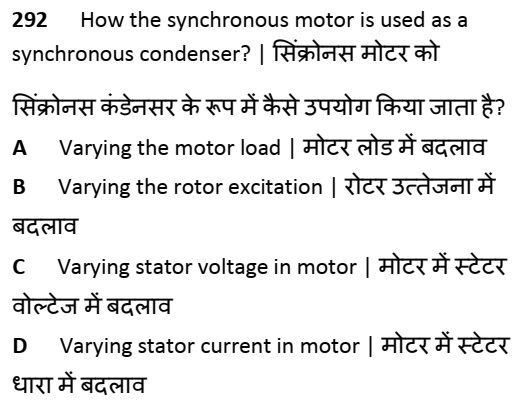 292 How the synchronous motor is used as a
synchronous condenser? | सिंक्रोनस मोटर को
सिंक्रोनस कंडेनसर के रूप में कैसे उपयोग किया जाता है?
A Varying the motor load | मोटर लोड में बदलाव
B Varying the rotor excitation | रोटर उत्तेजना में
बदलाव
C Varying stator voltage in motor | मोटर में स्टेटर
वोल्टेज में बदलाव
D Varying stator current in motor | मोटर में स्टेटर
धारा में बदलाव